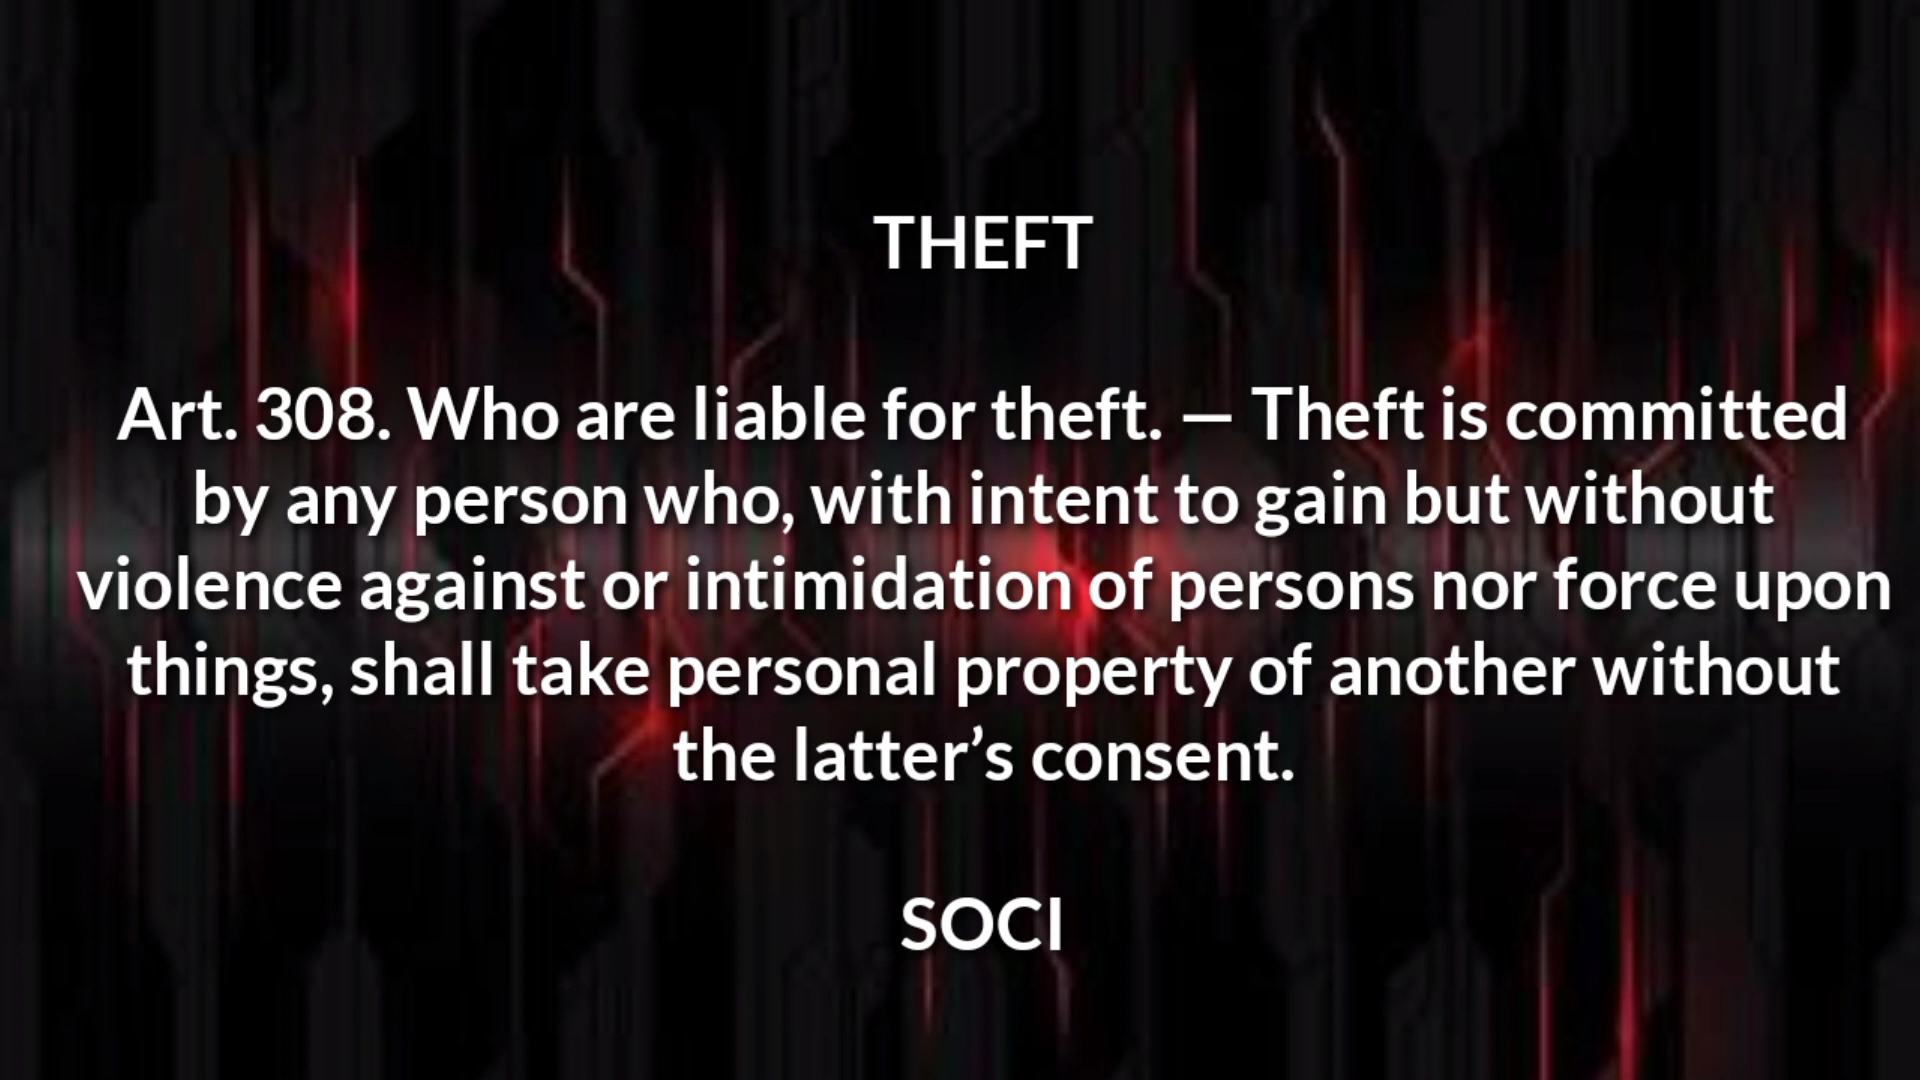 THEFT
Art. 308. Who are liable for theft. — Theft is committed
by any person who, with intent to gain but without
violence against or intimidation of persons nor force upon
things, shall take personal property of another without
the latter’s consent.
SOCI